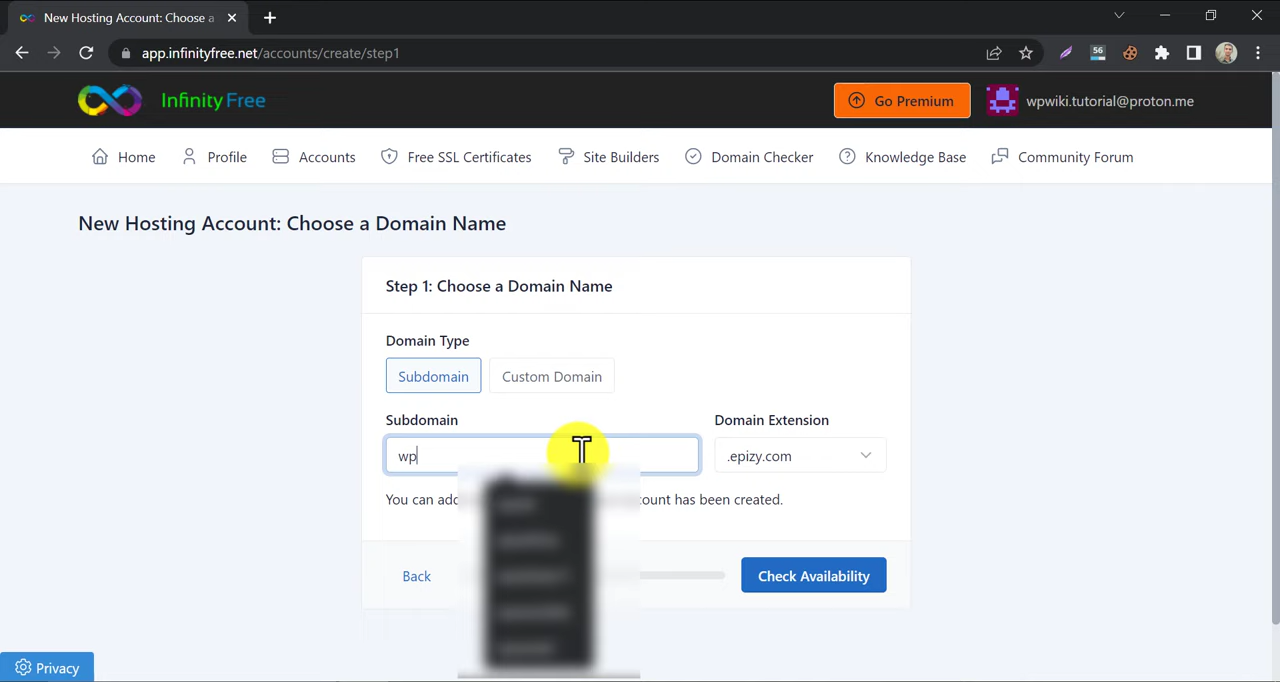 New Hosting Account: Choose a
app.infinityfree.net/accounts/create/step1
56
InfinityFree
Go Premium
wpwiki.tutorial@proton.me
Home Profile Accounts Free SSL Certificates Site Builders Domain Checker Knowledge Base Community Forum
New Hosting Account: Choose a Domain Name
Step 1: Choose a Domain Name
Domain Type
Subdomain Custom Domain
Subdomain Domain Extension
wp .epizy.com
You can add ount has been created.
Back Check Availability
Privacy